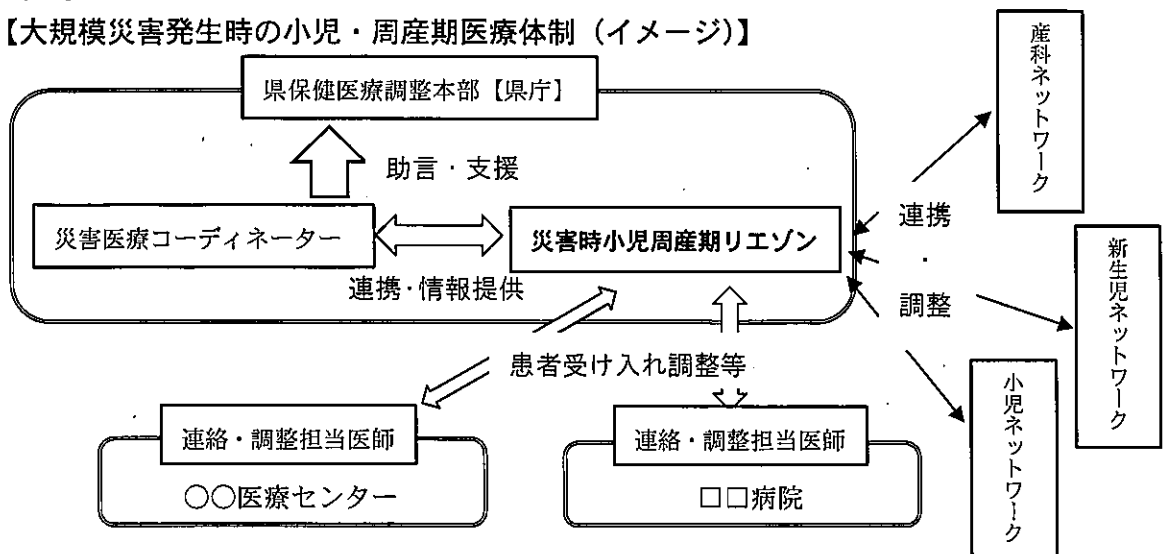 【大規模災害発生時の小児・周産期医療体制(イメージ)】
県保健医療調整本部【県庁】
助言・支援
災害医療コーディネーター
災害時小児周産期リエゾン
連携・情報提供
連携
・
調整
産科ネットワーク
新生児ネットワーク
小児ネットワーク
患者受け入れ調整等
連絡・調整担当医師
〇〇医療センター
連絡・調整担当医師
□□病院